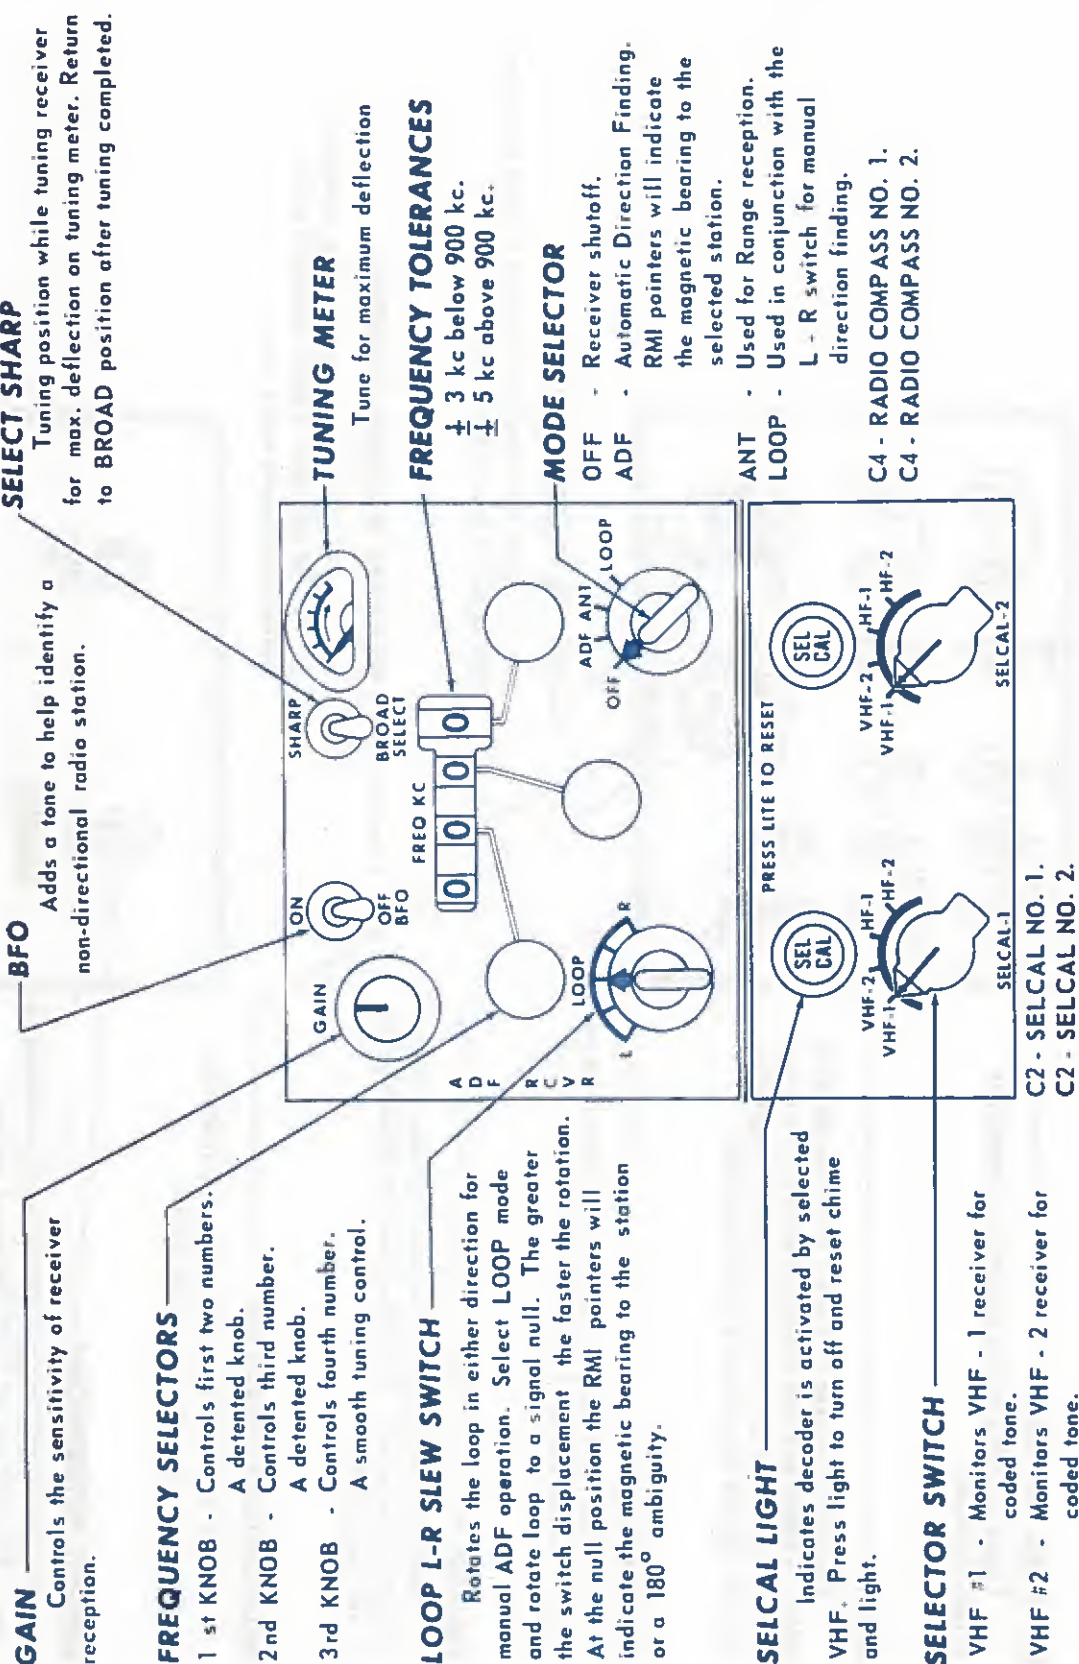 GAIN
Controls the sensitivity of receiver
reception.
BFO
Adds a tone to help identify a
non-directional radio station.
SELECT SHARP
Tuning position while tuning receiver
for max. deflection on tuning meter. Return
to BROAD position after tuning completed.
FREQUENCY SELECTORS
1 st KNOB - Controls first two numbers.
A detented knob.
2nd KNOB - Controls third number.
A detented knob.
3rd KNOB - Controls fourth number.
A smooth tuning control.
LOOP L-R SLEW SWITCH
Rotates the loop in either direction for
manual ADF operation. Select LOOP mode
and rotate loop to a signal null. The greater
the switch displacement the faster the rotation.
At the null position the RMI pointers will
indicate the magnetic bearing to the station
or a 180° ambiguity.
SELCAL LIGHT
Indicates decoder is activated by selected
VHF. Press light to turn off and reset chime
and light.
SELECTOR SWITCH
VHF #1 - Monitors VHF - 1 receiver for
coded tone.
VHF #2 - Monitors VHF - 2 receiver for
coded tone.
ADF RCVR
GAIN
ON
OFF
BFO
SHARP
BROAD
SELECT
FREQ KC
0 0 0 0
LOOP
L R
OFF ADF ANT LOOP
PRESS LITE TO RESET
SEL
CAL
SEL
CAL
VHF-1 VHF-2 HF-1 HF-2
SELCAL-1
VHF-1 VHF-2 HF-1 HF-2
SELCAL-2
C2 - SELCAL NO. 1.
C2 - SELCAL NO. 2.
TUNING METER
Tune for maximum deflection
FREQUENCY TOLERANCES
± 3 kc below 900 kc.
± 5 kc above 900 kc.
MODE SELECTOR
OFF - Receiver shutoff.
ADF - Automatic Direction Finding.
RMI pointers will indicate
the magnetic bearing to the
selected station.
ANT - Used for Range reception.
LOOP - Used in conjunction with the
L - R switch for manual
direction finding.
C4 - RADIO COMPASS NO. 1.
C4 - RADIO COMPASS NO. 2.